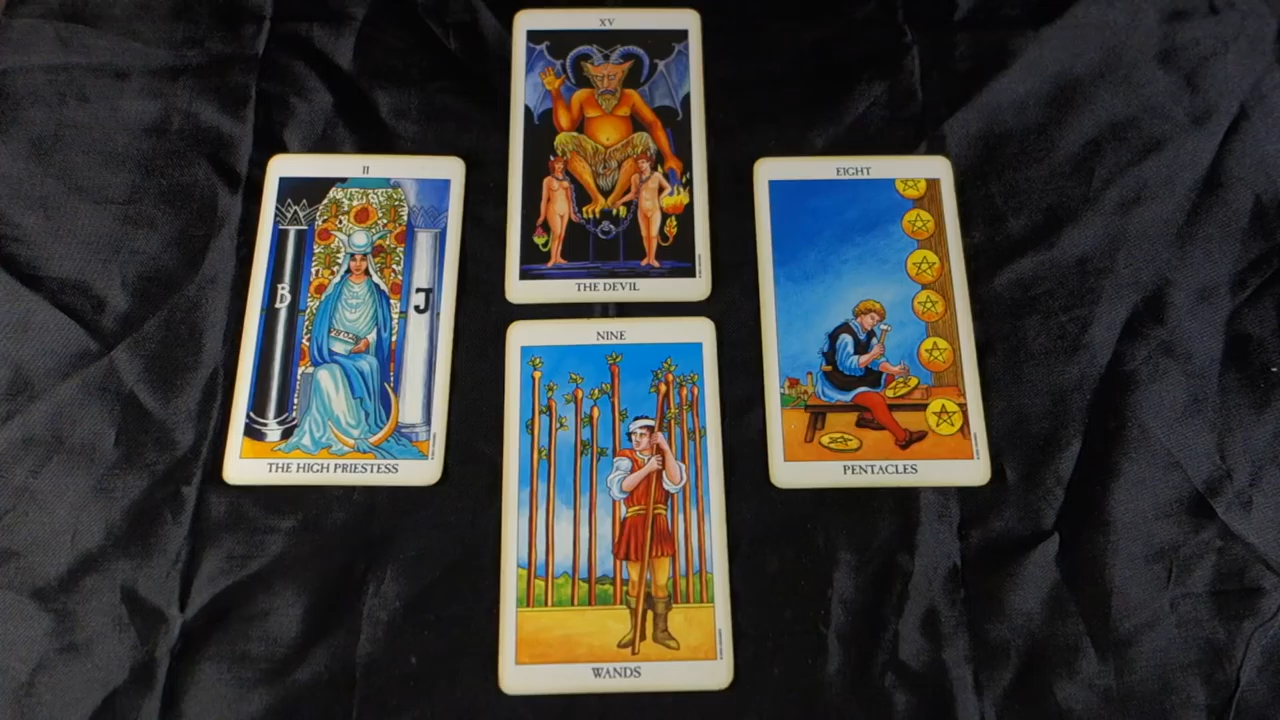 XV
THE DEVIL
II
B
J
THE HIGH PRIESTESS
EIGHT
PENTACLES
NINE
WANDS